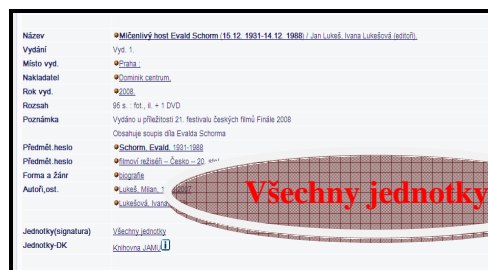 Název Mlčenlivý host Evald Schorm (15.12. 1931-14.12. 1988) / Jan Lukeš, Ivana Lukešová (editoři).
Vydání Vyd. 1.
Místo vyd. Praha :
Nakladatel Dominik centrum,
Rok vyd. 2008,
Rozsah 95 s. : fot., il. + 1 DVD
Poznámka Vydáno u příležitosti 21. festivalu českých filmů Finále 2008
Obsahuje soupis díla Evalda Schorma
Předmět.heslo Schorm, Evald, 1931-1988
Předmět.heslo filmoví režiséři – Česko – 20.
Forma a žánr biografie
Autoři,ost. Lukeš, Milan,
Lukešová, Ivana
Všechny jednotky
Jednotky(signatura) Všechny jednotky
Jednotky-DK Knihovna JAMU